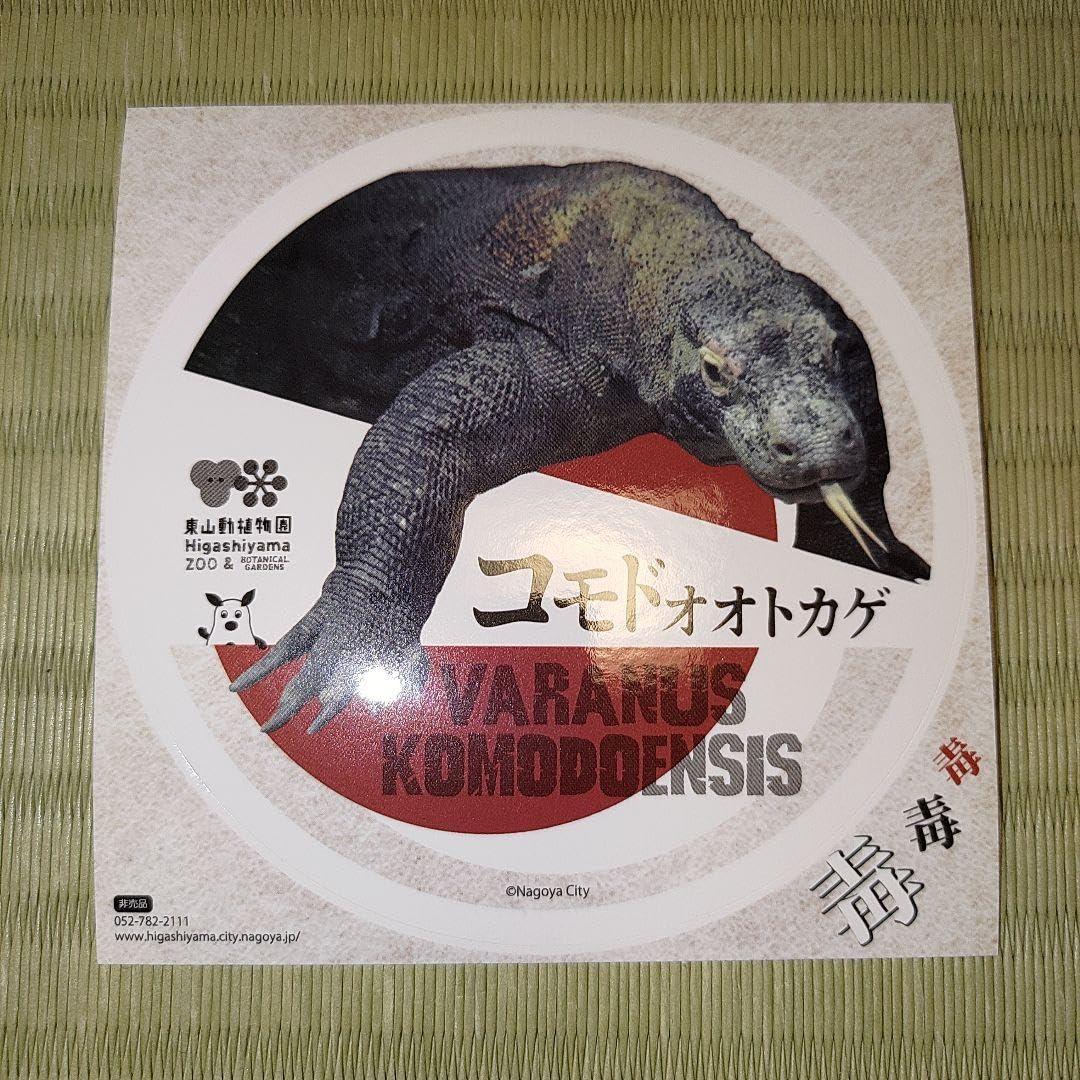 東山動植物園
Higashiyama
ZOO & BOTANICAL GARDENS
コモドオオトカゲ
VARANUS
KOMODOENSIS
毒
毒
毒
©Nagoya City
非売品
052-782-2111
www.higashiyama.city.nagoya.jp/